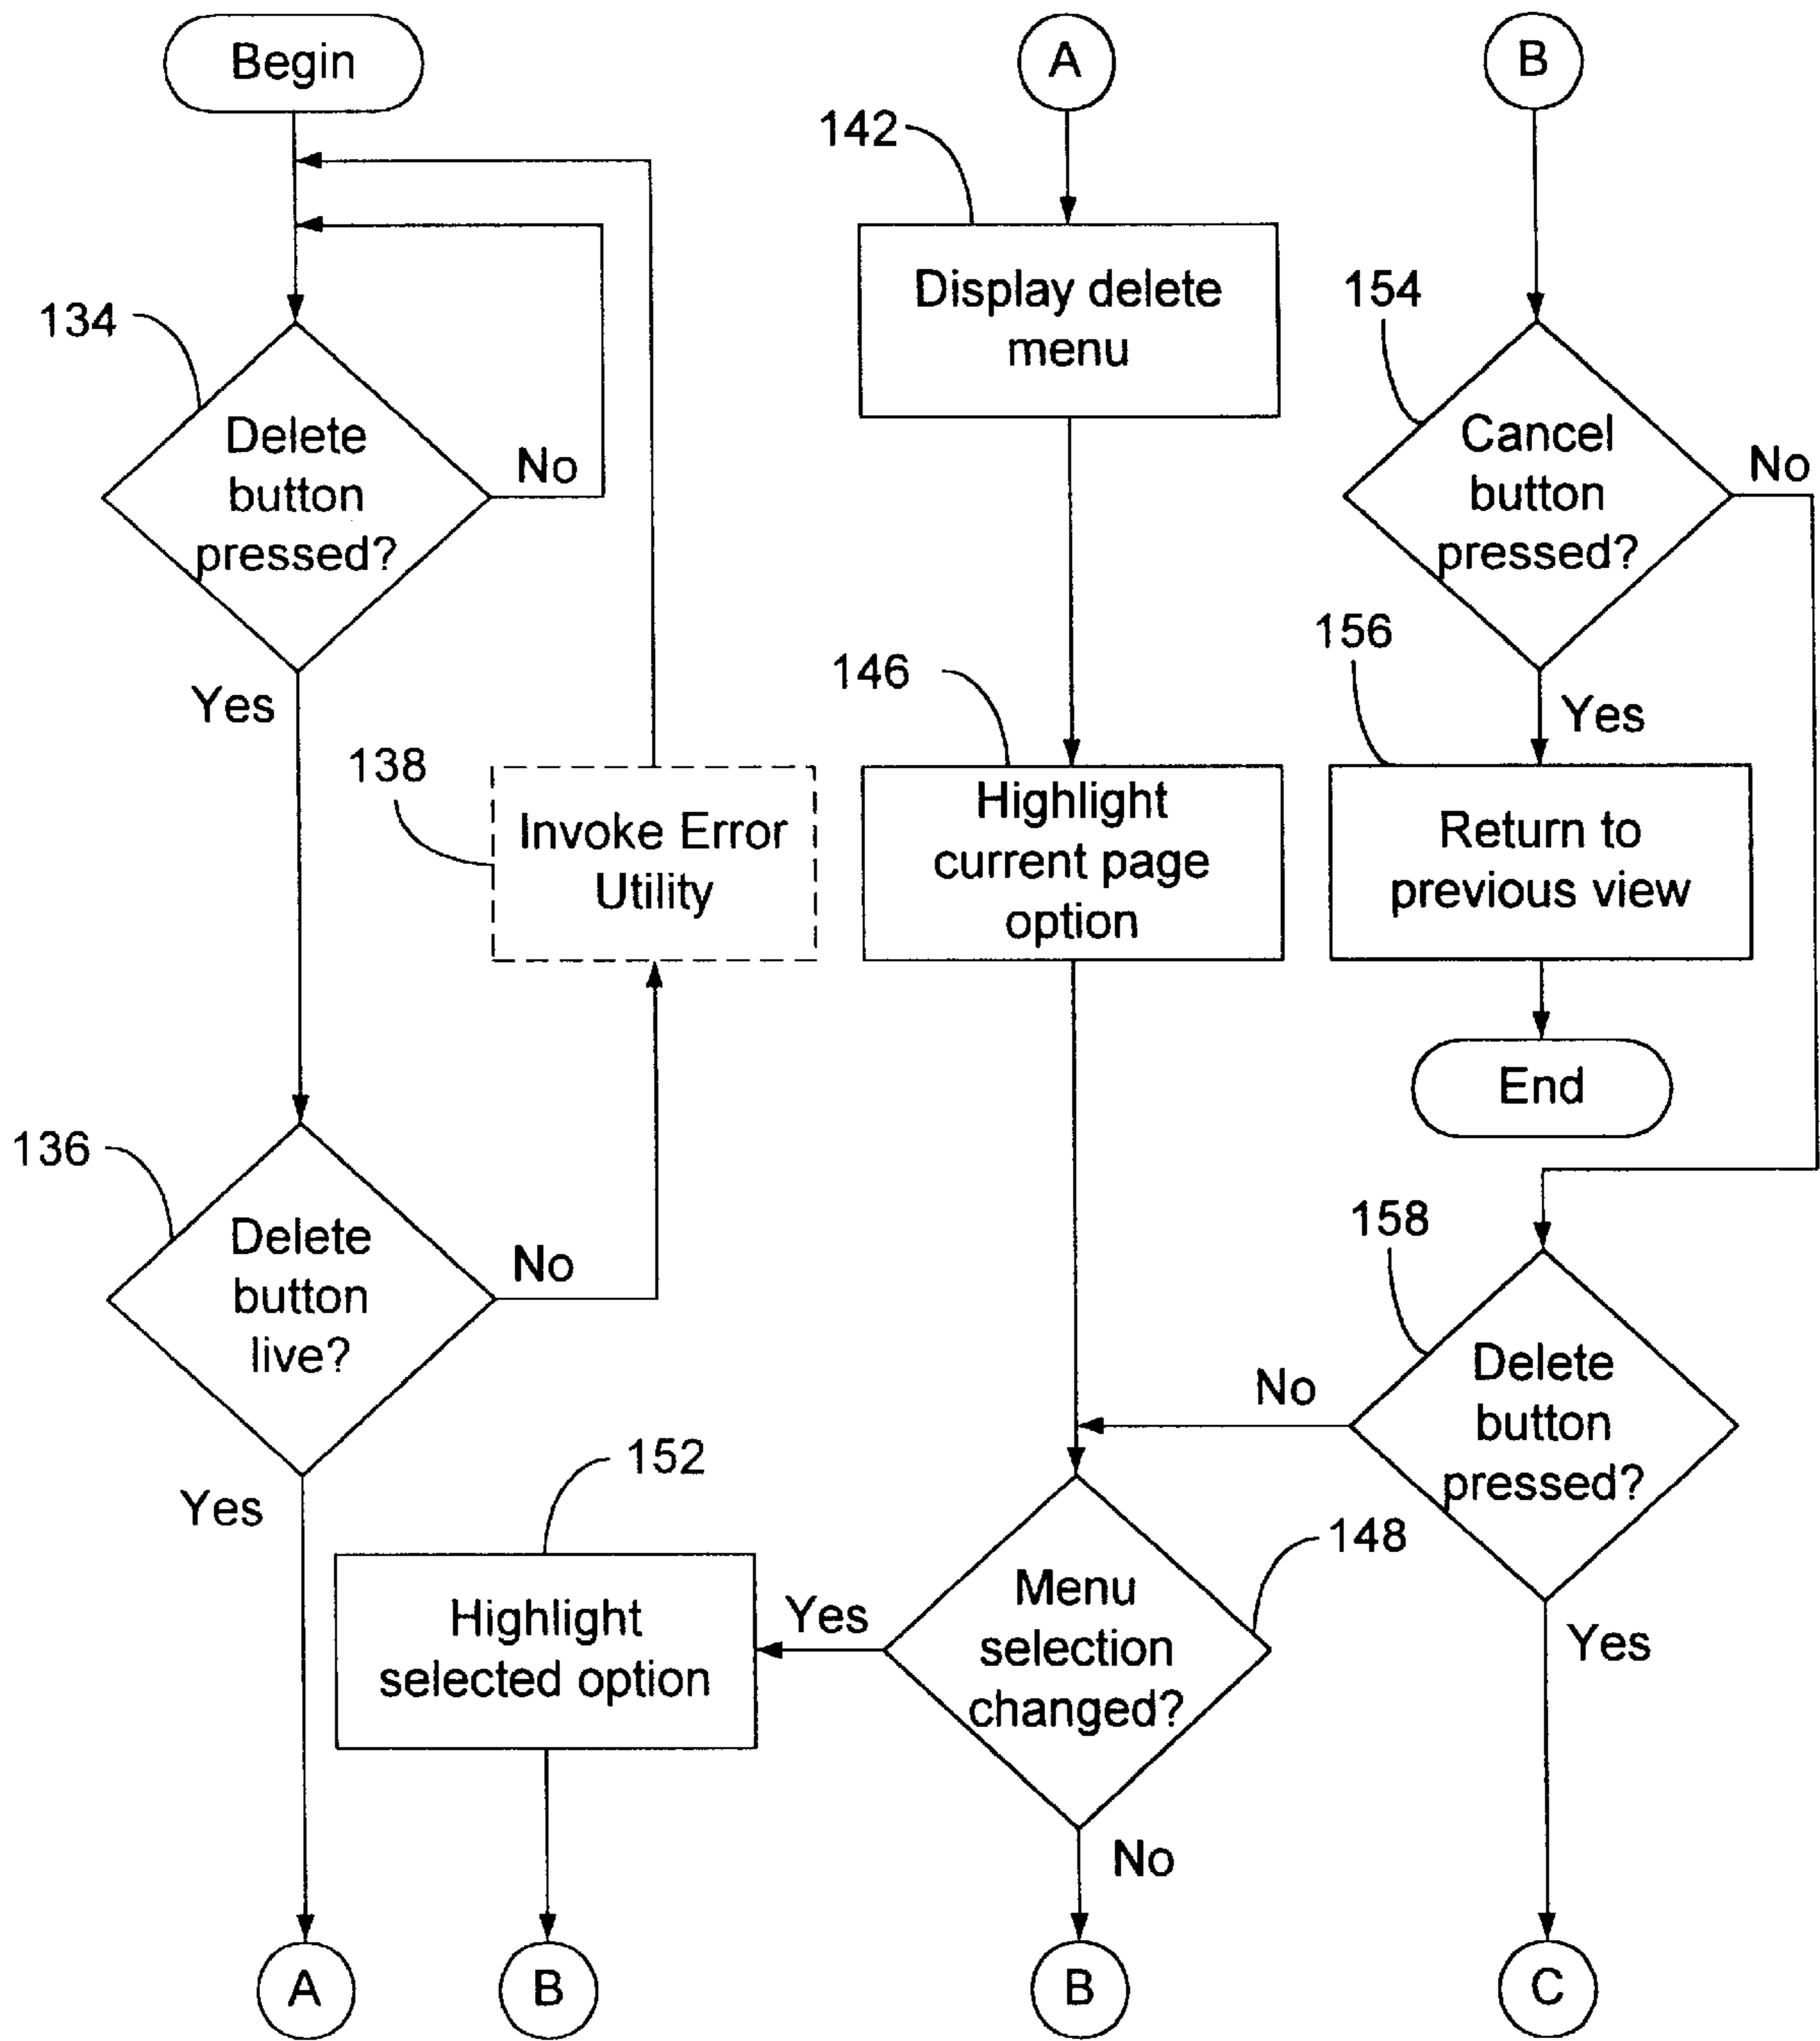 Begin
134
Delete
button
pressed?
No
Yes
138
Invoke Error
Utility
136
Delete
button
live?
No
Yes
152
Highlight
selected option
A
B
A
142
Display delete
menu
146
Highlight
current page
option
148
Menu
selection
changed?
Yes
No
B
B
154
Cancel
button
pressed?
No
Yes
156
Return to
previous view
End
158
Delete
button
pressed?
No
Yes
C